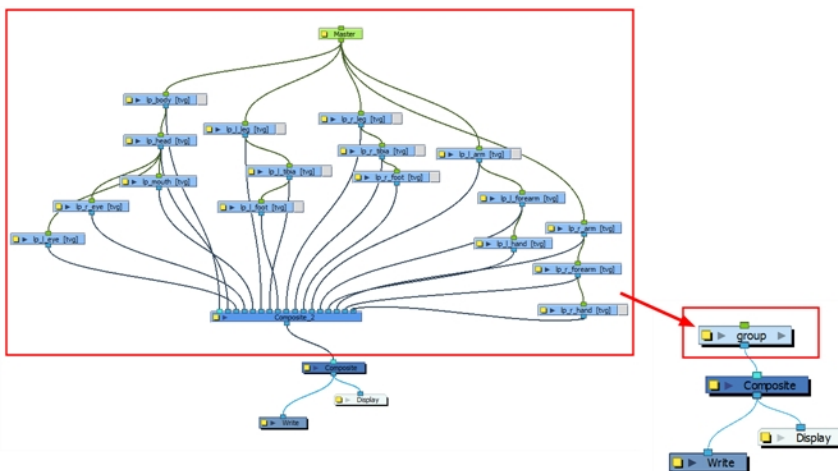 Master
lp_body [tvg]
lp_r_leg [tvg]
lp_l_leg [tvg]
lp_head [tvg]
lp_r_tibia [tvg]
lp_l_arm [tvg]
lp_l_tibia [tvg]
lp_r_foot [tvg]
lp_mouth [tvg]
lp_l_forearm [tvg]
lp_r_eye [tvg]
lp_l_foot [tvg]
lp_r_arm [tvg]
lp_l_eye [tvg]
lp_l_hand [tvg]
lp_r_forearm [tvg]
lp_r_hand [tvg]
Composite_2
group
Composite
Composite
Display
Write
Display
Write